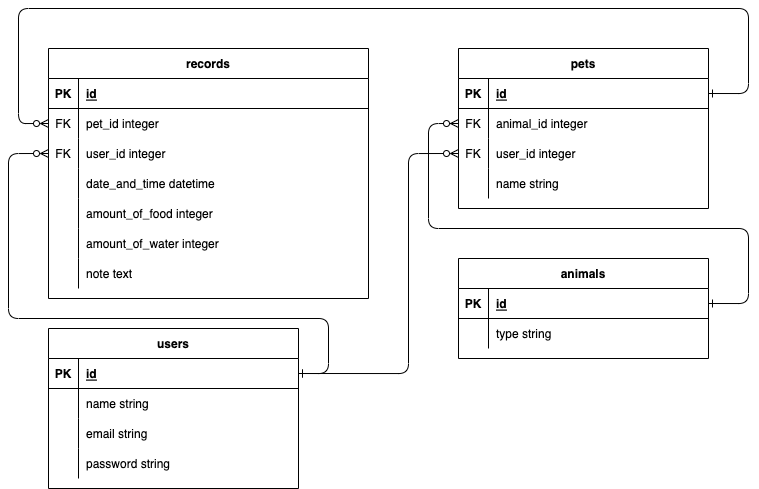 records
PK id
FK pet_id integer
FK user_id integer
date_and_time datetime
amount_of_food integer
amount_of_water integer
note text
pets
PK id
FK animal_id integer
FK user_id integer
name string
animals
PK id
type string
users
PK id
name string
email string
password string